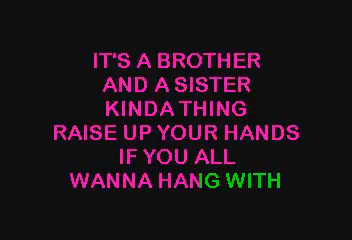 IT'S A BROTHER
AND A SISTER
KINDA THING
RAISE UP YOUR HANDS
IF YOU ALL
WANNA HANG WITH